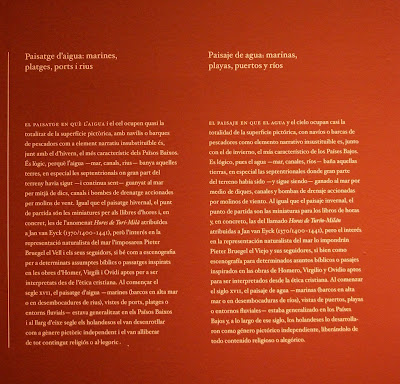 Paisatge d'aigua: marines,
platges, ports i rius
EL PAISATGE EN QUÈ L'AIGUA i el cel ocupen quasi la
totalitat de la superfície pictòrica, amb navilis o barques
de pescadors com a element narratiu insubstituïble és,
junt amb el d'hivern, el més característic dels Països Baixos.
És lògic, perquè l'aigua —mar, canals, rius— banya aquelles
terres, en especial les septentrionals on gran part del
terreny havia sigut —i continua sent— guanyat al mar
per mitjà de dics, canals i bombes de drenatge accionades
per molins de vent. Igual que el paisatge hivernal, el punt
de partida són les miniatures per als llibres d'hores i, en
concret, les de l'anomenat Hores de Torí-Milà atribuïdes
a Jan van Eyck (1370/1400-1441), però l'interés en la
representació naturalista del mar l'imposaren Pieter
Bruegel el Vell i els seus seguidors, si bé com a escenografia
per a determinats assumptes bíblics o passatges inspirats
en les obres d'Homer, Virgili i Ovidi aptos per a ser
interpretats des de l'ètica cristiana. Al començar el
segle XVII, el paisatge d'aigua —marines (barcos en alta mar
o en desembocadures de rius), vistes de ports, platges o
entorns fluvials— estava generalitzat en els Països Baixos
i al llarg d'eixe segle els holandesos el van desenrotllar
com a gènere pictòric independent i el van alliberar
de tot contingut religiós o al·legòric.
Paisaje de agua: marinas,
playas, puertos y ríos
EL PAISAJE EN QUE EL AGUA y el cielo ocupan casi la
totalidad de la superficie pictórica, con navíos o barcas de
pescadores como elemento narrativo insustituible es, junto
con el de invierno, el más característico de los Países Bajos.
Es lógico, pues el agua —mar, canales, ríos— baña aquellas
tierras, en especial las septentrionales donde gran parte
del terreno había sido —y sigue siendo— ganado al mar por
medio de diques, canales y bombas de drenaje accionadas
por molinos de viento. Al igual que el paisaje invernal, el
punto de partida son las miniaturas para los libros de horas
y, en concreto, las del llamado Horas de Turín-Milán
atribuidas a Jan van Eyck (1370/1400-1441), pero el interés
en la representación naturalista del mar lo impondrán
Pieter Bruegel el Viejo y sus seguidores, si bien como
escenografía para determinados asuntos bíblicos o pasajes
inspirados en las obras de Homero, Virgilio y Ovidio aptos
para ser interpretados desde la ética cristiana. Al comenzar
el siglo XVII, el paisaje de agua —marinas (barcos en alta
mar o en desembocaduras de ríos), vistas de puertos, playas
o entornos fluviales— estaba generalizado en los Países
Bajos y, a lo largo de ese siglo, los holandeses lo desarrolla-
ron como género pictórico independiente, liberándolo de
todo contenido religioso o alegórico.